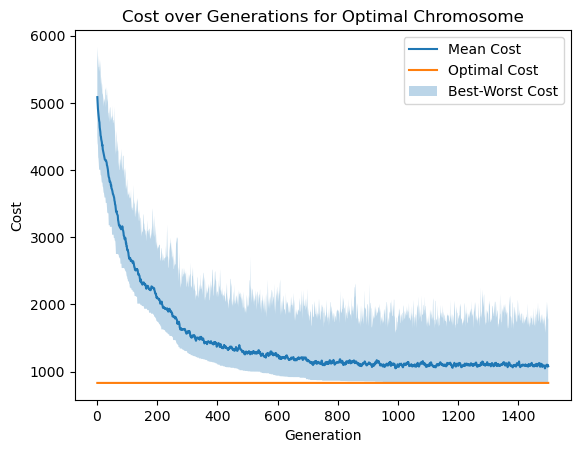 Cost over Generations for Optimal Chromosome
Mean Cost
Optimal Cost
Best-Worst Cost
Cost
6000
5000
4000
3000
2000
1000
0
200
400
600
800
1000
1200
1400
Generation